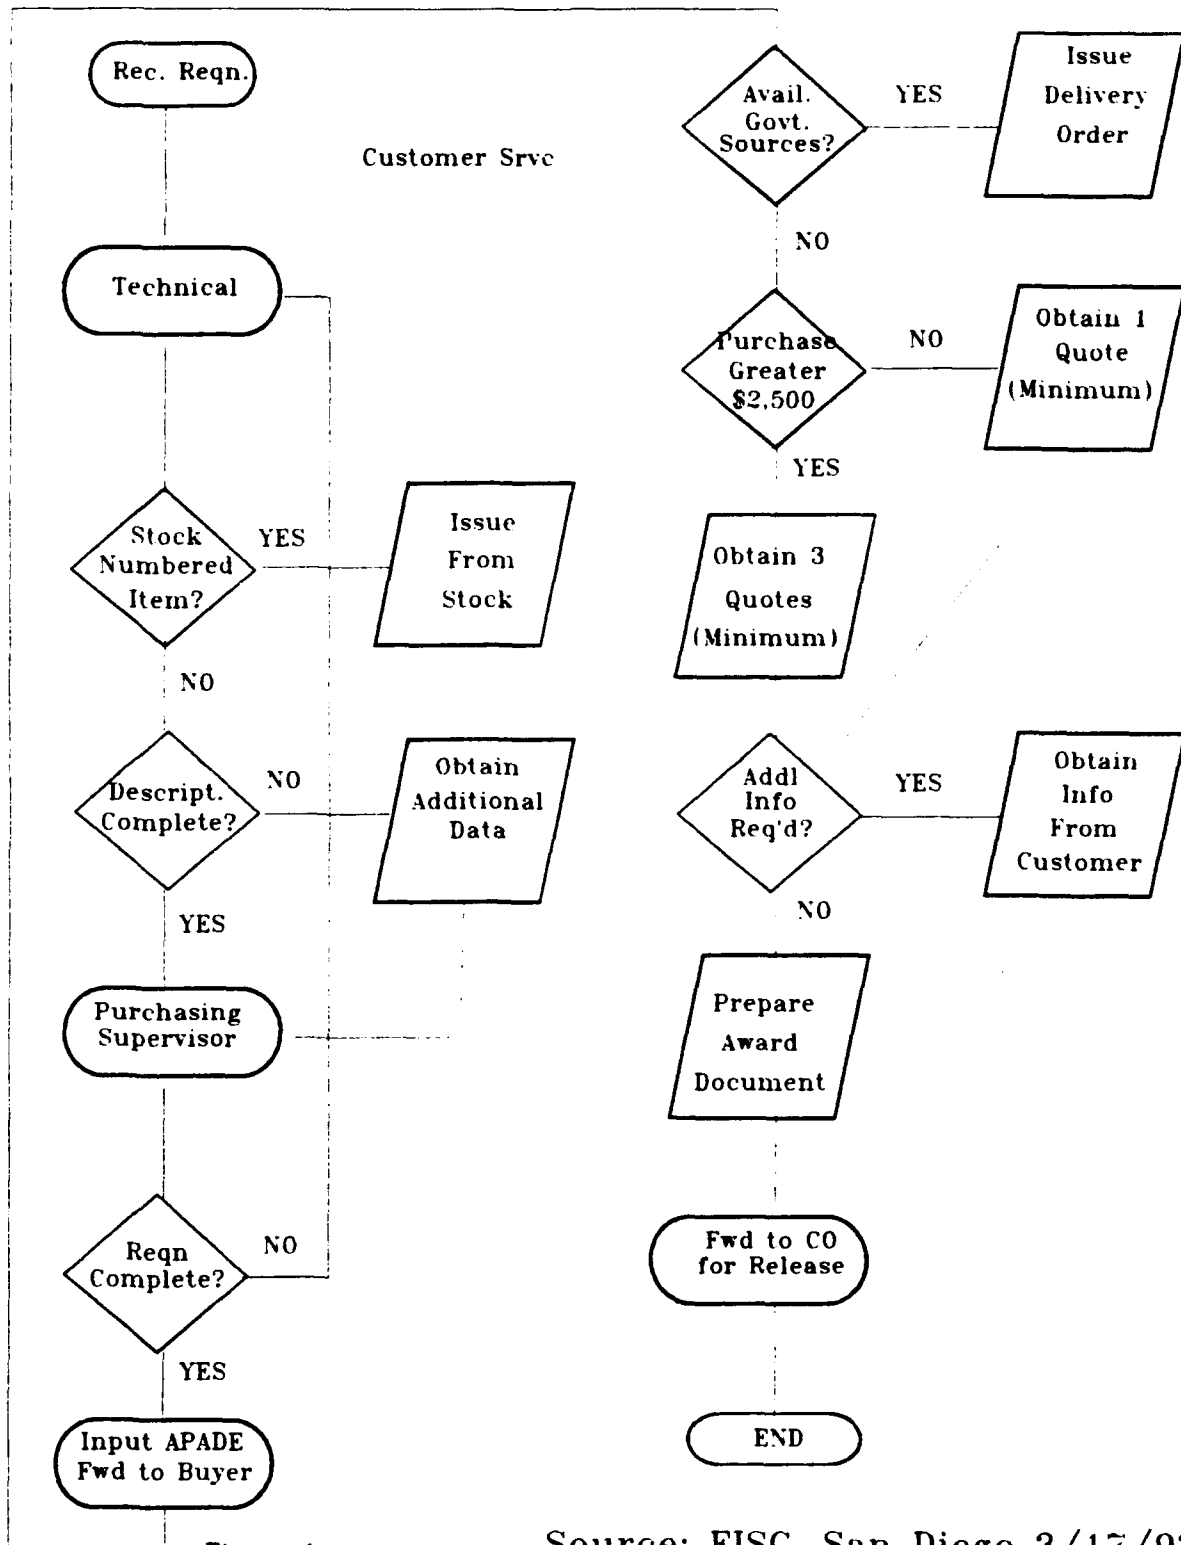 Rec. Reqn.
Customer Srvc
Technical
Stock
Numbered
Item?
YES
Issue
From
Stock
NO
Descript.
Complete?
NO
Obtain
Additional
Data
YES
Purchasing
Supervisor
Reqn
Complete?
NO
YES
Input APADE
Fwd to Buyer
Avail.
Govt.
Sources?
YES
Issue
Delivery
Order
NO
Purchase
Greater
$2,500
NO
Obtain 1
Quote
(Minimum)
YES
Obtain 3
Quotes
(Minimum)
Addl
Info
Req'd?
YES
Obtain
Info
From
Customer
NO
Prepare
Award
Document
Fwd to CO
for Release
END
Source: FISC, San Diego